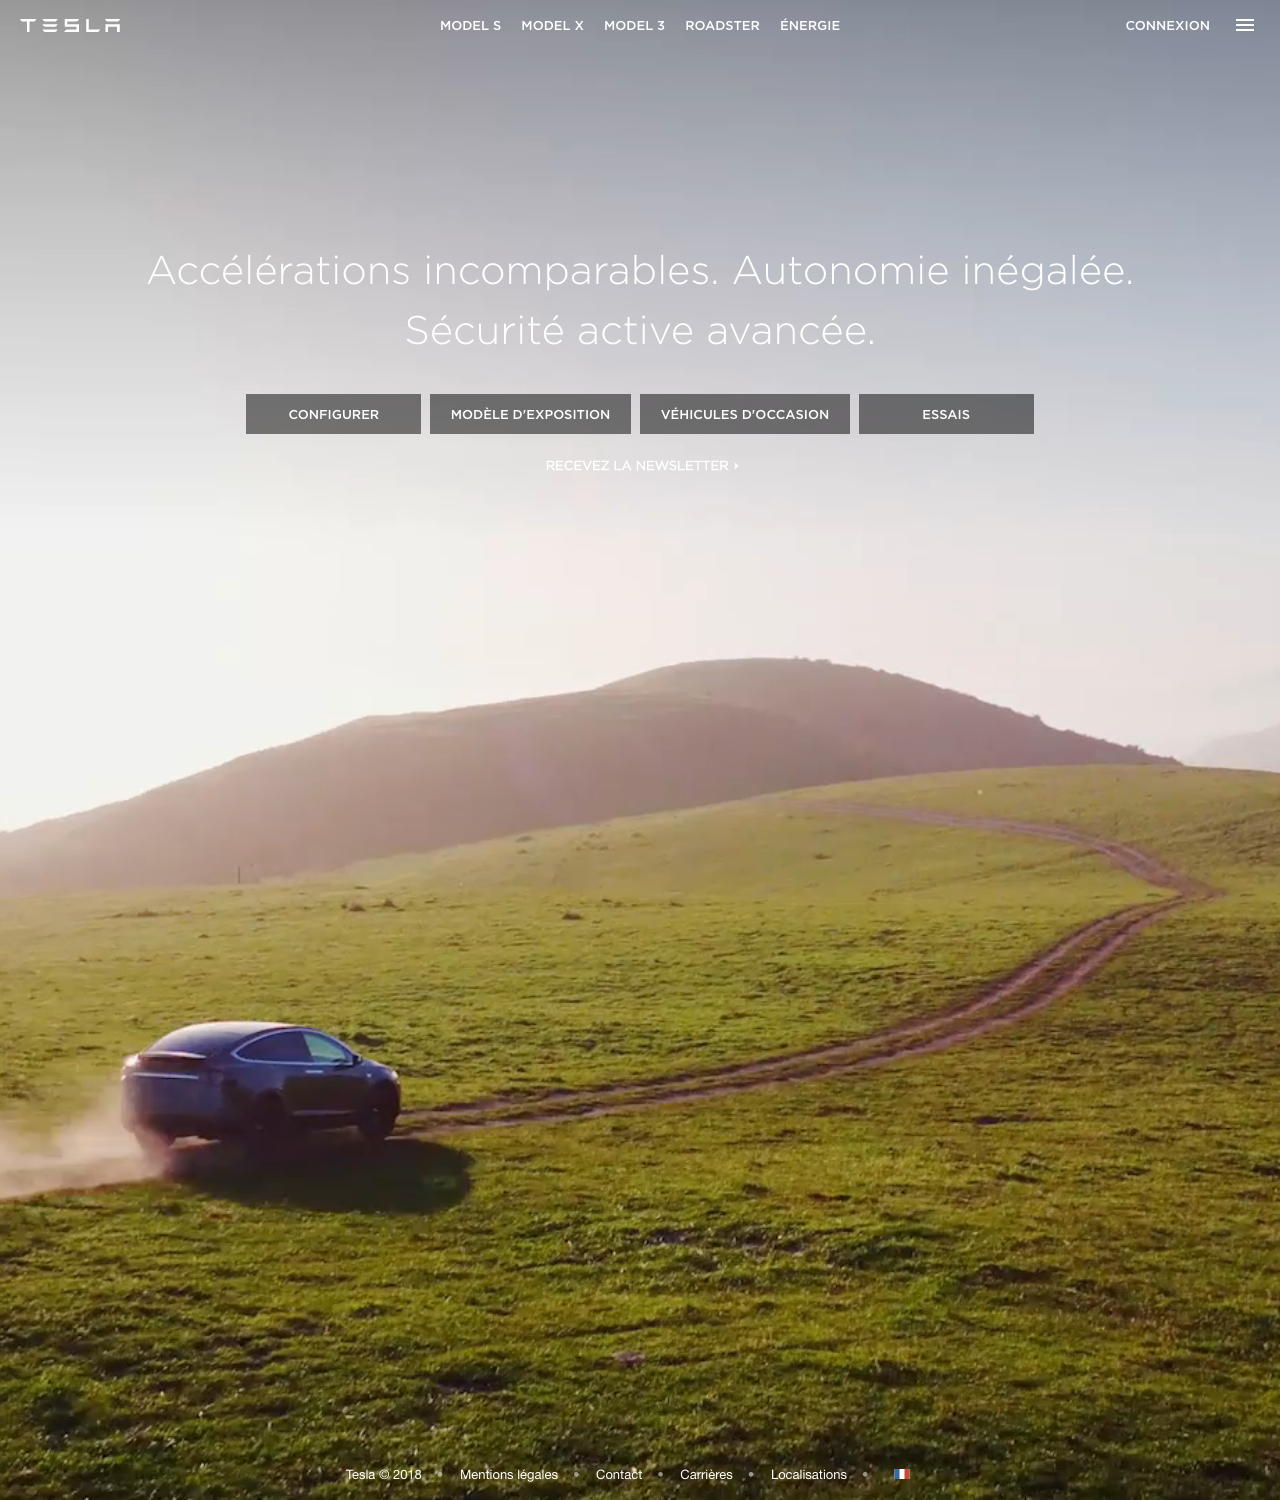 TESLA MODEL S MODEL X MODEL 3 ROADSTER ÉNERGIE CONNEXION
Accélérations incomparables. Autonomie inégalée.
Sécurité active avancée.
CONFIGURER MODÈLE D'EXPOSITION VÉHICULES D'OCCASION ESSAIS
RECEVEZ LA NEWSLETTER
Tesla © 2018 • Mentions légales • Contact • Carrières • Localisations •